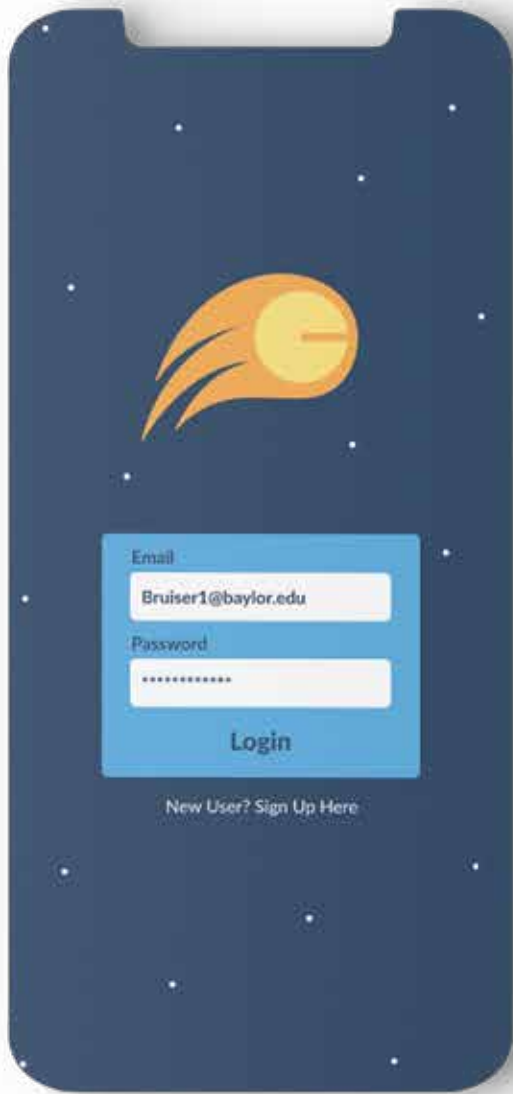 Email
Bruiser1@baylor.edu
Password
************
Login
New User? Sign Up Here